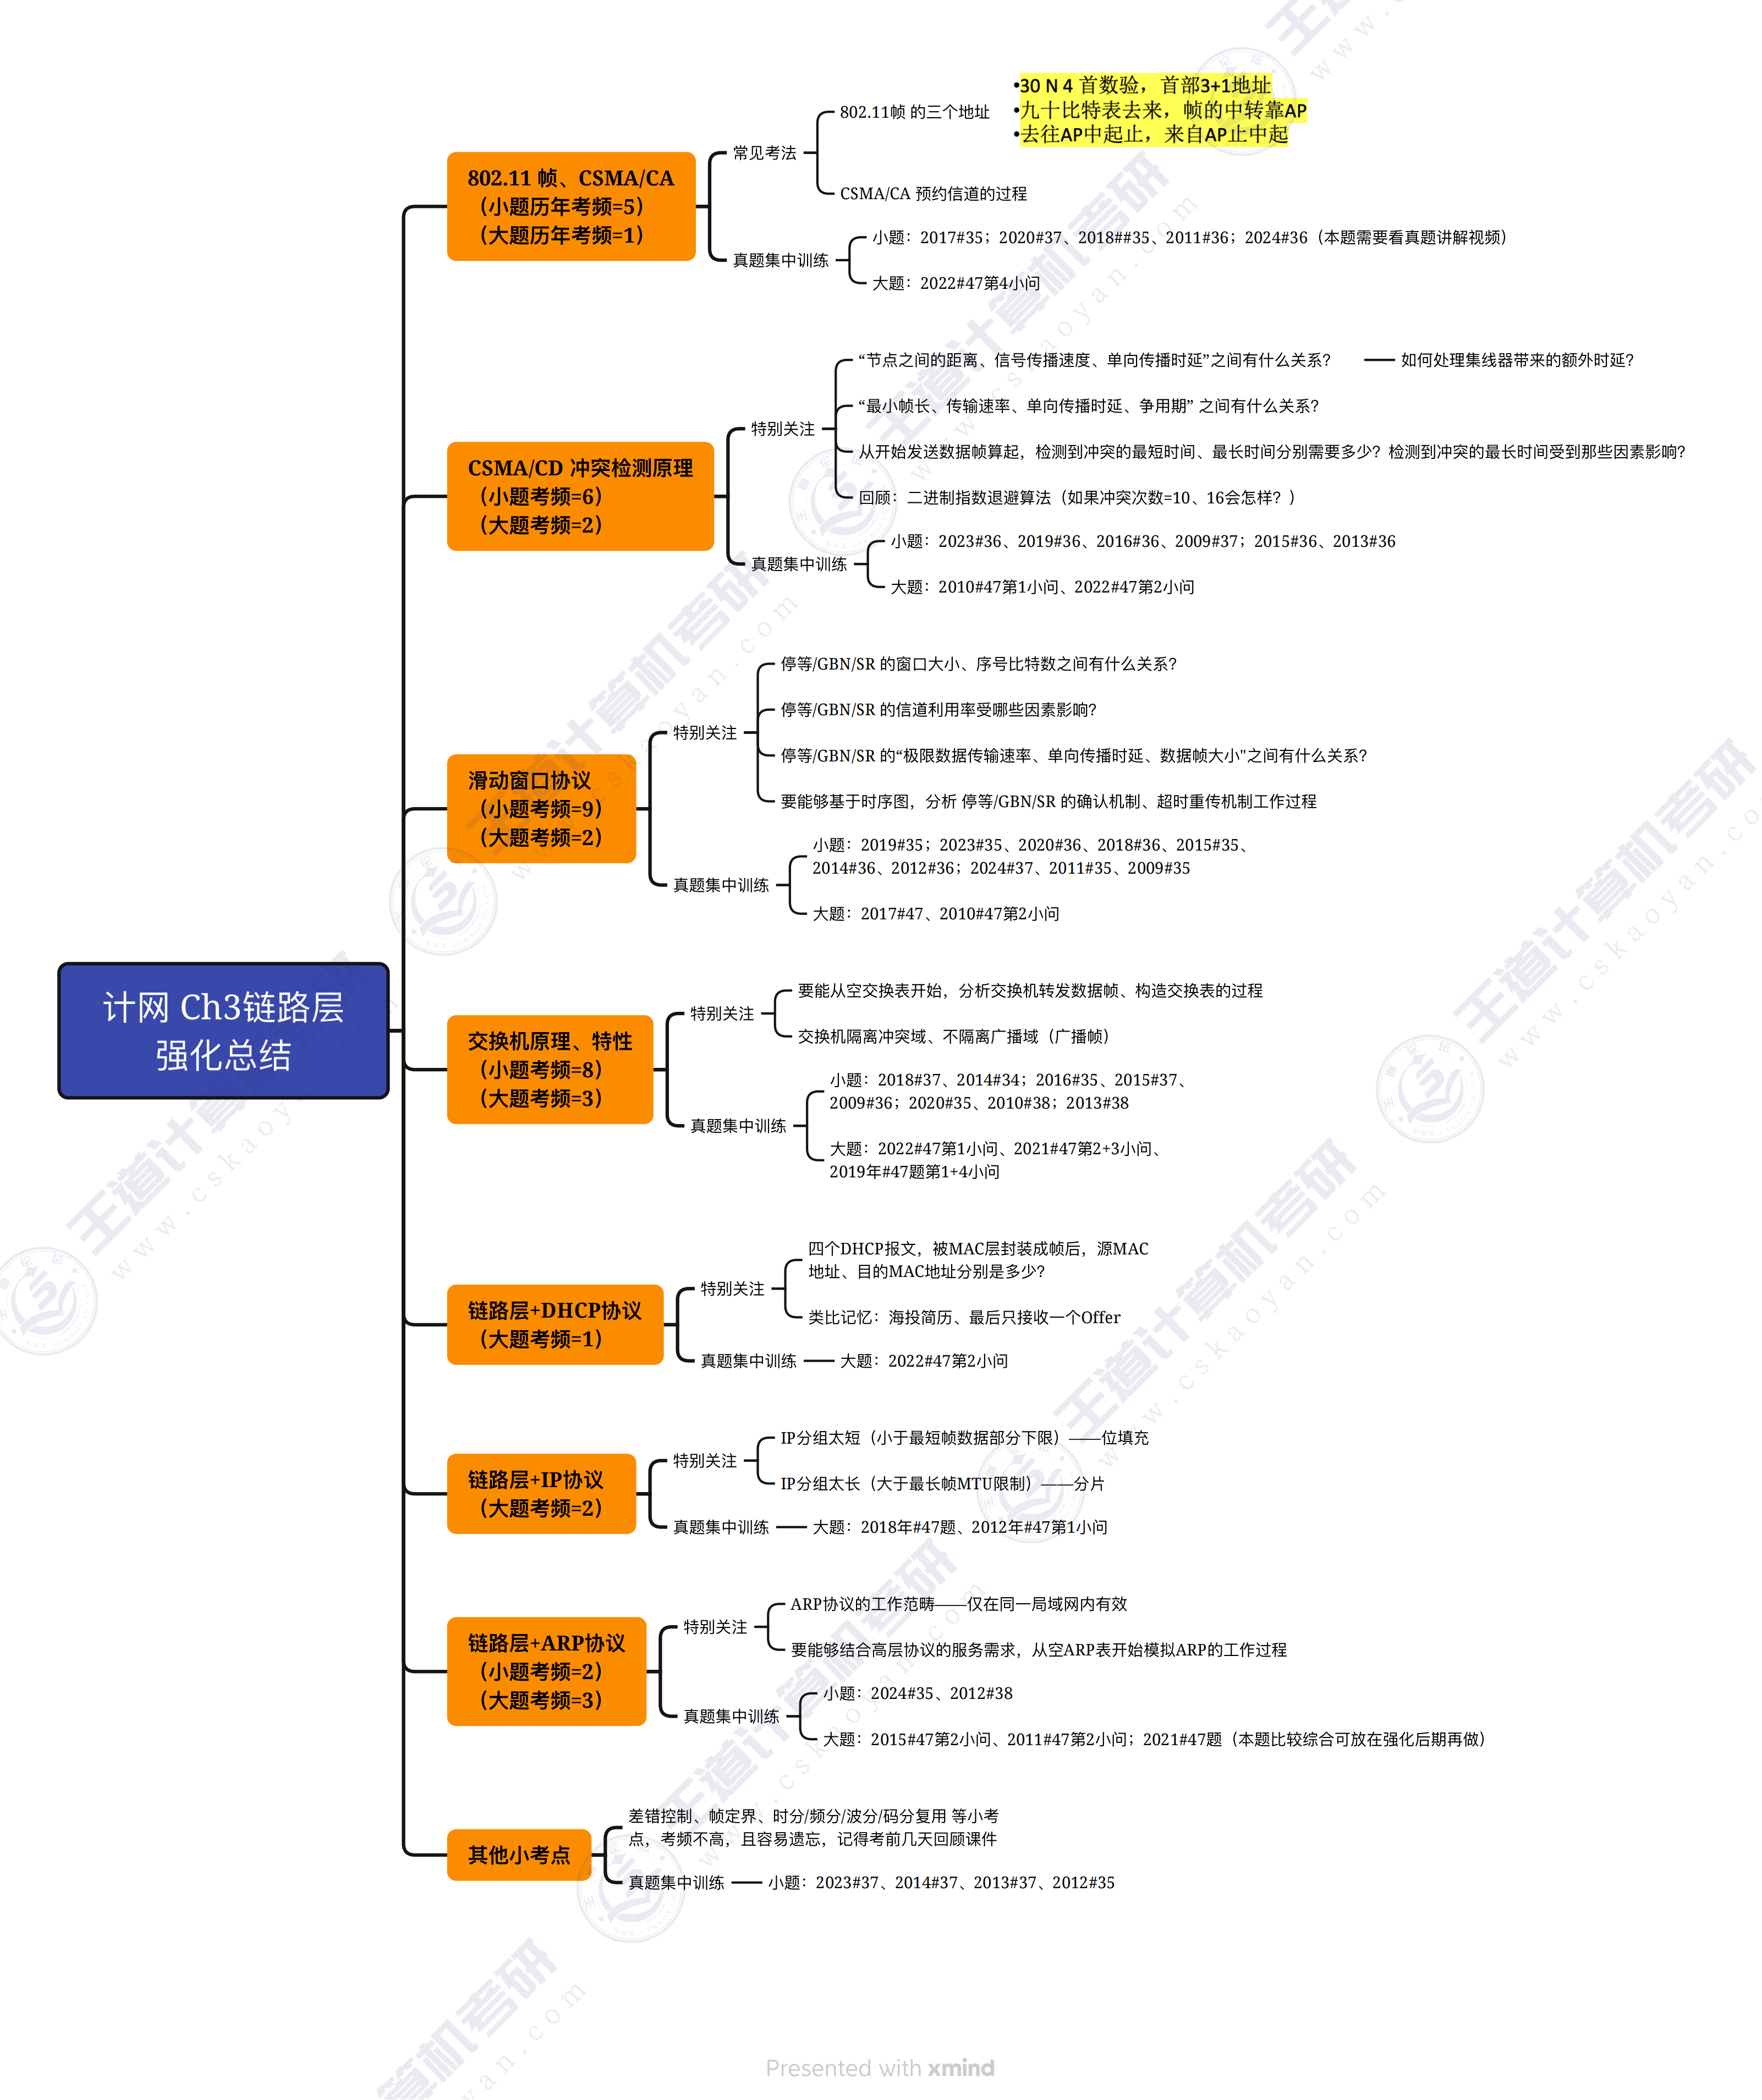 计网 Ch3链路层
强化总结
802.11 帧、CSMA/CA
（小题历年考频=5）
（大题历年考频=1）
常见考法
802.11帧 的三个地址
•30 N 4 首数验，首部3+1地址
•九十比特表去来，帧的中转靠AP
•去往AP中起止，来自AP止中起
CSMA/CA 预约信道的过程
真题集中训练
小题：2017#35；2020#37、2018##35、2011#36；2024#36（本题需要看真题讲解视频）
大题：2022#47第4小问
CSMA/CD 冲突检测原理
（小题考频=6）
（大题考频=2）
特别关注
“节点之间的距离、信号传播速度、单向传播时延”之间有什么关系？
如何处理集线器带来的额外时延？
“最小帧长、传输速率、单向传播时延、争用期” 之间有什么关系？
从开始发送数据帧算起，检测到冲突的最短时间、最长时间分别需要多少？检测到冲突的最长时间受到那些因素影响？
回顾：二进制指数退避算法（如果冲突次数=10、16会怎样？）
真题集中训练
小题：2023#36、2019#36、2016#36、2009#37；2015#36、2013#36
大题：2010#47第1小问、2022#47第2小问
滑动窗口协议
（小题考频=9）
（大题考频=2）
特别关注
停等/GBN/SR 的窗口大小、序号比特数之间有什么关系？
停等/GBN/SR 的信道利用率受哪些因素影响？
停等/GBN/SR 的“极限数据传输速率、单向传播时延、数据帧大小"之间有什么关系？
要能够基于时序图，分析 停等/GBN/SR 的确认机制、超时重传机制工作过程
真题集中训练
小题：2019#35；2023#35、2020#36、2018#36、2015#35、
2014#36、2012#36；2024#37、2011#35、2009#35
大题：2017#47、2010#47第2小问
交换机原理、特性
（小题考频=8）
（大题考频=3）
特别关注
要能从空交换表开始，分析交换机转发数据帧、构造交换表的过程
交换机隔离冲突域、不隔离广播域（广播帧）
真题集中训练
小题：2018#37、2014#34；2016#35、2015#37、
2009#36；2020#35、2010#38；2013#38
大题：2022#47第1小问、2021#47第2+3小问、
2019年#47题第1+4小问
链路层+DHCP协议
（大题考频=1）
特别关注
四个DHCP报文，被MAC层封装成帧后，源MAC
地址、目的MAC地址分别是多少？
类比记忆：海投简历、最后只接收一个Offer
真题集中训练
大题：2022#47第2小问
链路层+IP协议
（大题考频=2）
特别关注
IP分组太短（小于最短帧数据部分下限）——位填充
IP分组太长（大于最长帧MTU限制）——分片
真题集中训练
大题：2018年#47题、2012年#47第1小问
链路层+ARP协议
（小题考频=2）
（大题考频=3）
特别关注
ARP协议的工作范畴——仅在同一局域网内有效
要能够结合高层协议的服务需求，从空ARP表开始模拟ARP的工作过程
真题集中训练
小题：2024#35、2012#38
大题：2015#47第2小问、2011#47第2小问；2021#47题（本题比较综合可放在强化后期再做）
其他小考点
差错控制、帧定界、时分/频分/波分/码分复用 等小考
点，考频不高，且容易遗忘，记得考前几天回顾课件
真题集中训练
小题：2023#37、2014#37、2013#37、2012#35
王道计算机考研
www.cskaoyan.com
Presented with xmind